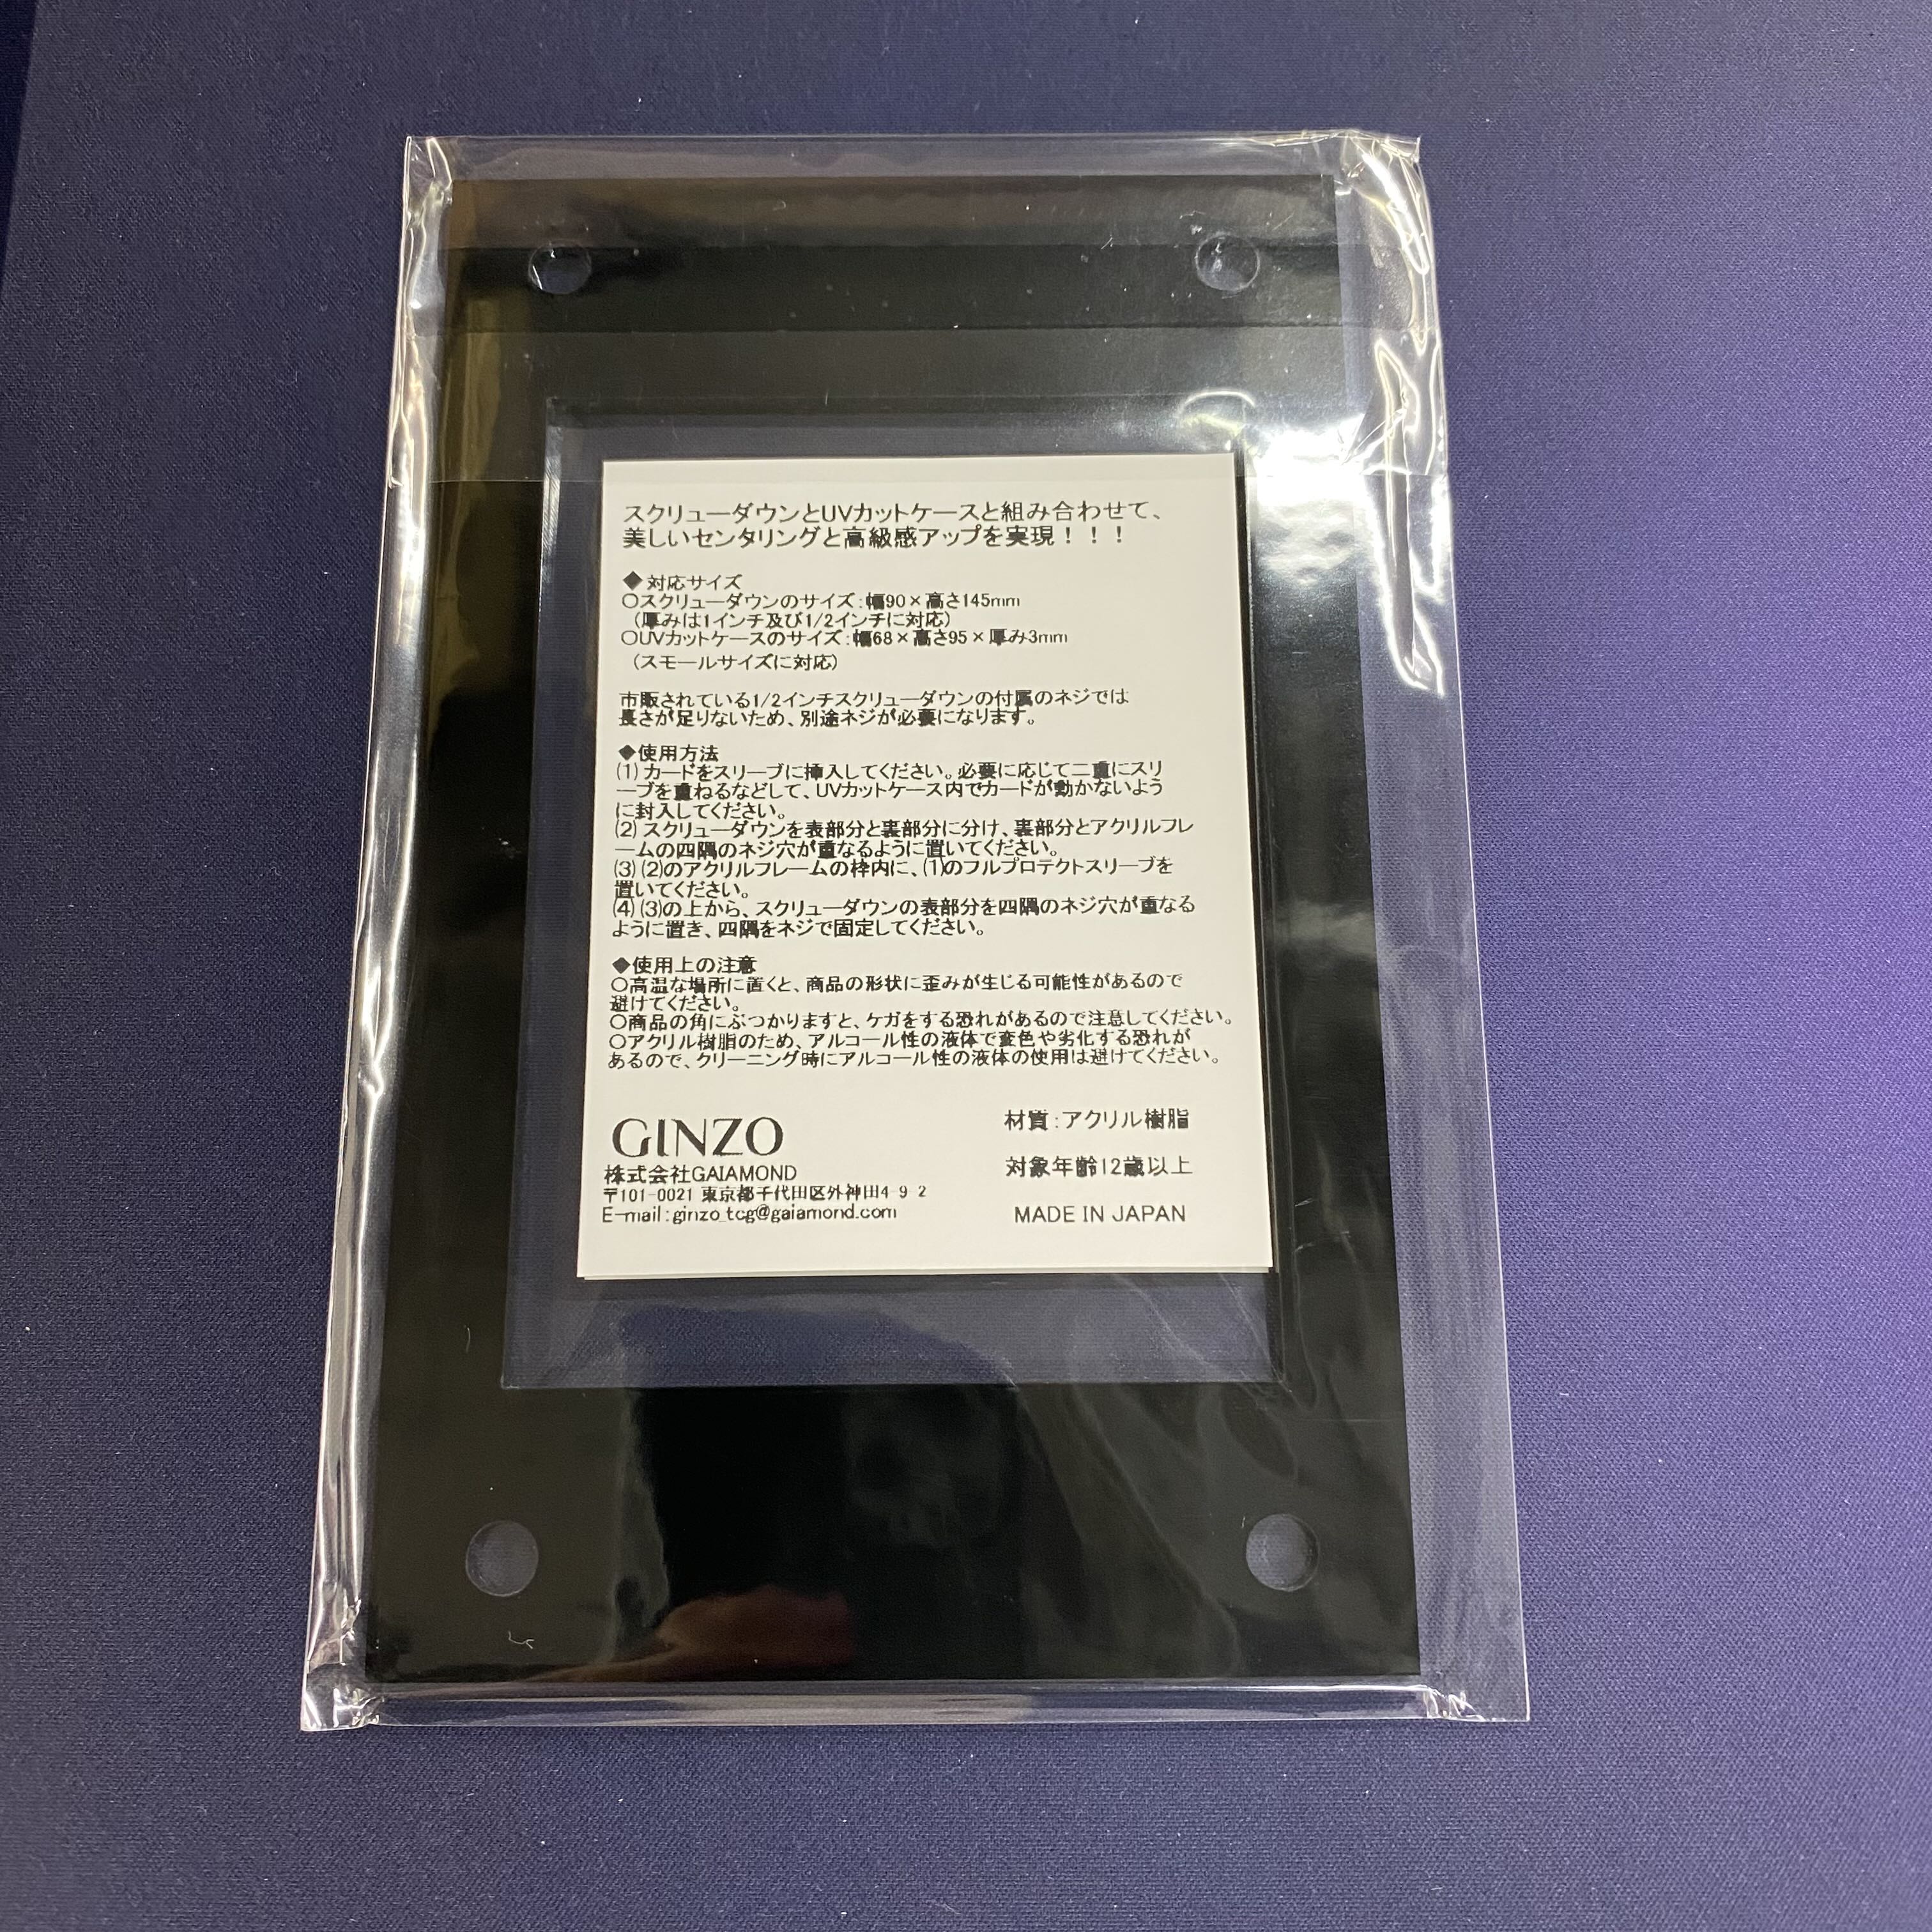 スクリューダウンとUVカットケースと組み合わせて、
美しいセンタリングと高級感アップを実現！！！
◆対応サイズ
○スクリューダウンのサイズ：幅90×高さ145mm
（厚みは1インチ及び1/2インチに対応）
○UVカットケースのサイズ：幅68×高さ95×厚み3mm
（スモールサイズに対応）
市販されている1/2インチスクリューダウンの付属のネジでは
長さが足りないため、別途ネジが必要になります。
◆使用方法
(1) カードをスリーブに挿入してください。必要に応じて二重にスリ
ーブを重ねるなどして、UVカットケース内でカードが動かないよう
に封入してください。
(2) スクリューダウンを表部分と裏部分に分け、裏部分とアクリルフレ
ームの四隅のネジ穴が重なるように置いてください。
(3) (2)のアクリルフレームの枠内に、(1)のフルプロテクトスリーブを
置いてください。
(4) (3)の上から、スクリューダウンの表部分を四隅のネジ穴が重なる
ように置き、四隅をネジで固定してください。
◆使用上の注意
○高温な場所に置くと、商品の形状に歪みが生じる可能性があるので
避けてください。
○商品の角にぶつかりますと、ケガをする恐れがあるので注意してください。
○アクリル樹脂のため、アルコール性の液体で変色や劣化する恐れが
あるので、クリーニング時にアルコール性の液体の使用は避けてください。
GINZO
株式会社GAIAMOND
〒101-0021 東京都千代田区外神田4-9-2
E-mail：ginzo_tcg@gaiamond.com
材質：アクリル樹脂
対象年齢12歳以上
MADE IN JAPAN